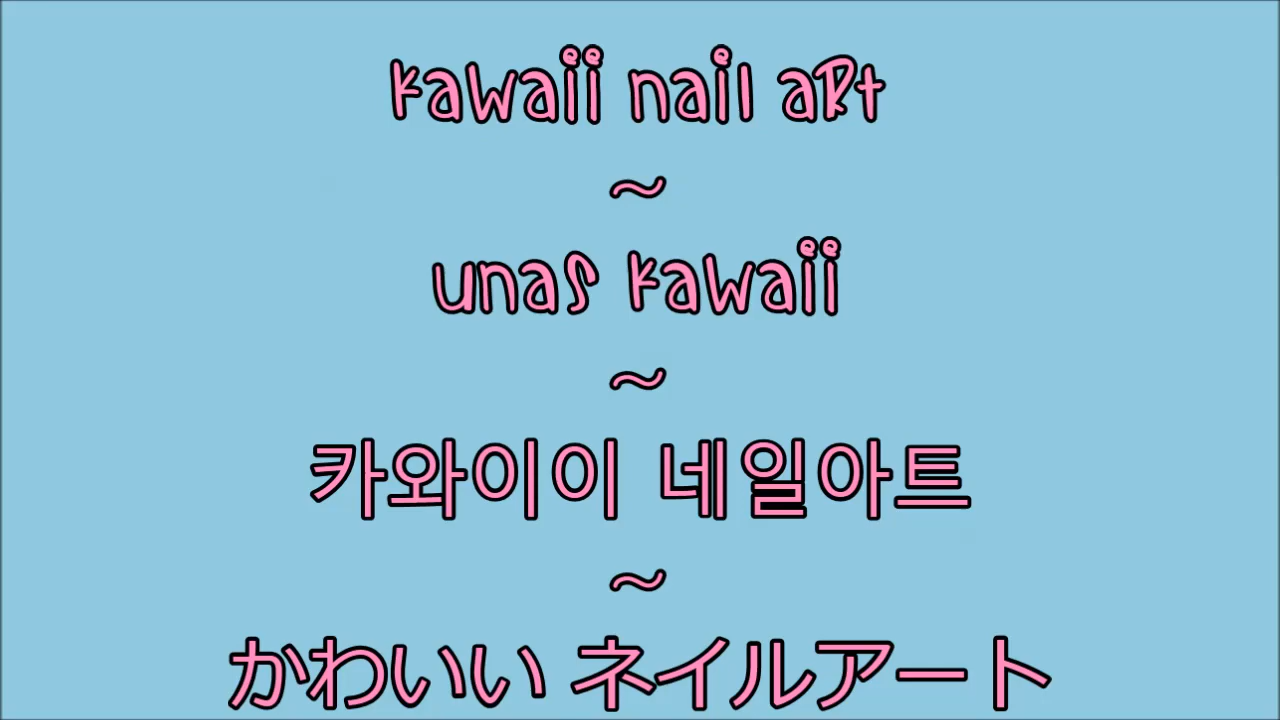 kawaii nail aRt
~
unas kawaii
~
카와이이 네일아트
~
かわいい ネイルアート